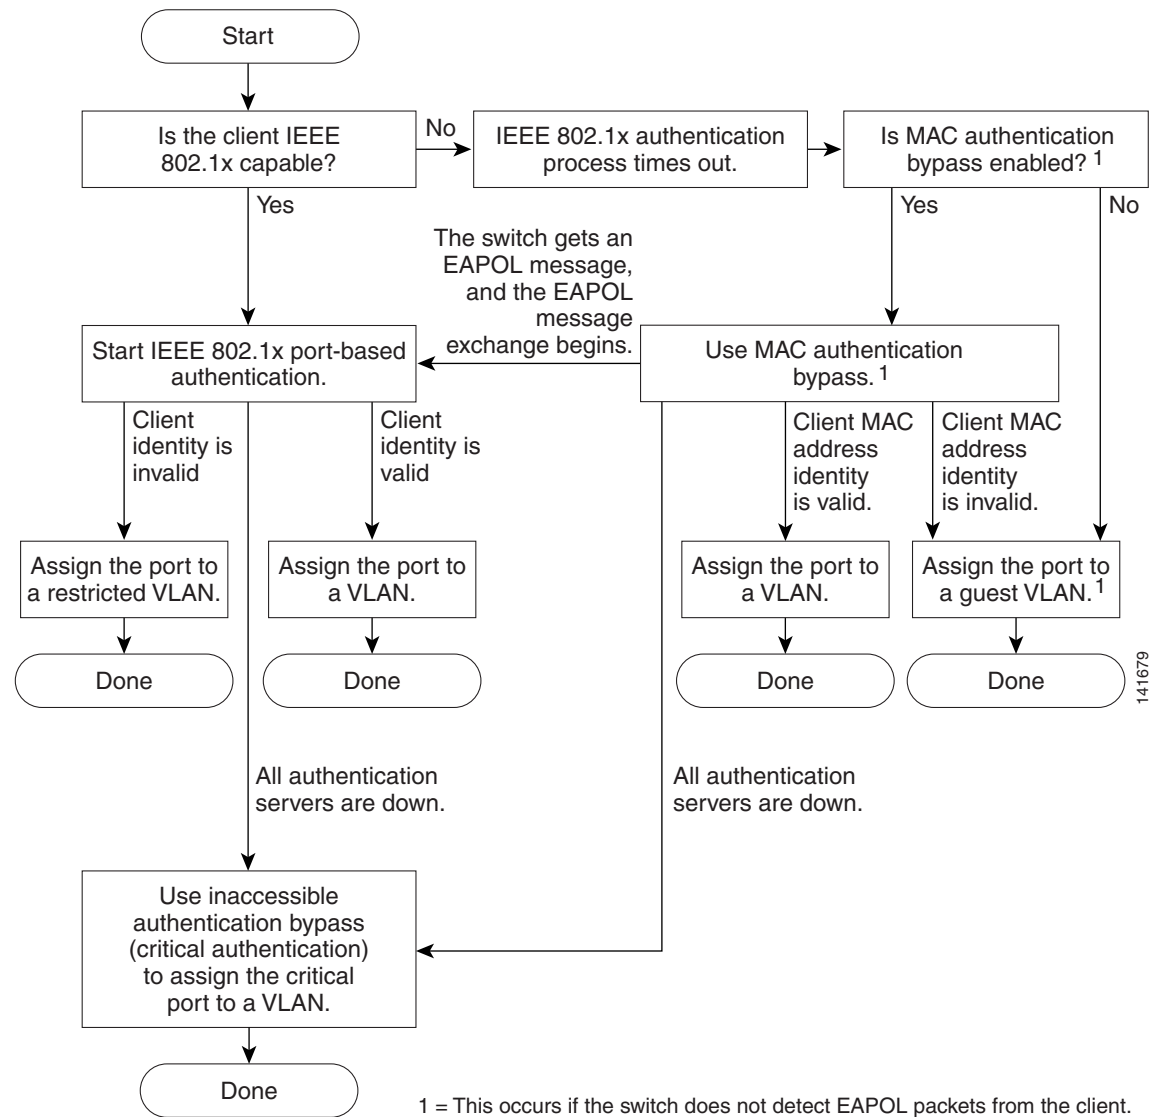 Start
Is the client IEEE
802.1x capable?
No
IEEE 802.1x authentication
process times out.
Is MAC authentication
bypass enabled? 1
Yes
Yes
No
The switch gets an
EAPOL message,
and the EAPOL
message
exchange begins.
Start IEEE 802.1x port-based
authentication.
Use MAC authentication
bypass. 1
Client
identity is
invalid
Client
identity is
valid
Client MAC
address
identity
is valid.
Client MAC
address
identity
is invalid.
Assign the port to
a restricted VLAN.
Assign the port to
a VLAN.
Assign the port to
a VLAN.
Assign the port to
a guest VLAN. 1
Done
Done
Done
Done
141679
All authentication
servers are down.
All authentication
servers are down.
Use inaccessible
authentication bypass
(critical authentication)
to assign the critical
port to a VLAN.
Done
1 = This occurs if the switch does not detect EAPOL packets from the client.